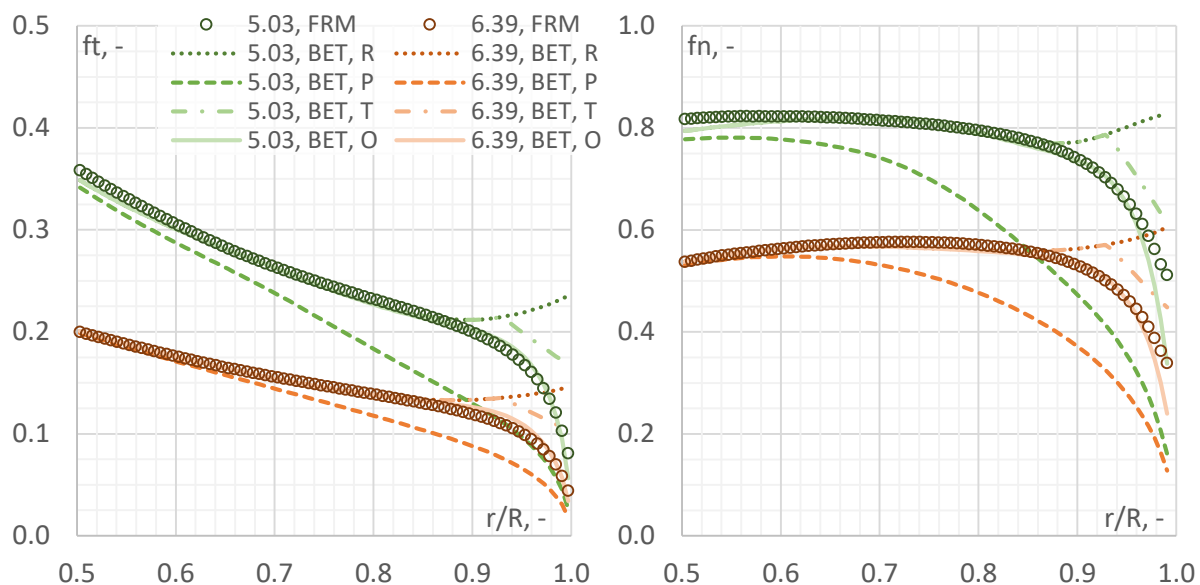 0.5 ft, - 5.03, FRM 6.39, FRM
5.03, BET, R 6.39, BET, R
5.03, BET, P 6.39, BET, P
0.4 5.03, BET, T 6.39, BET, T
5.03, BET, O 6.39, BET, O
0.3
0.2
0.1
r/R, -
0.0
0.5 0.6 0.7 0.8 0.9 1.0
1.0 fn, -
0.8
0.6
0.4
0.2
r/R, -
0.0
0.5 0.6 0.7 0.8 0.9 1.0